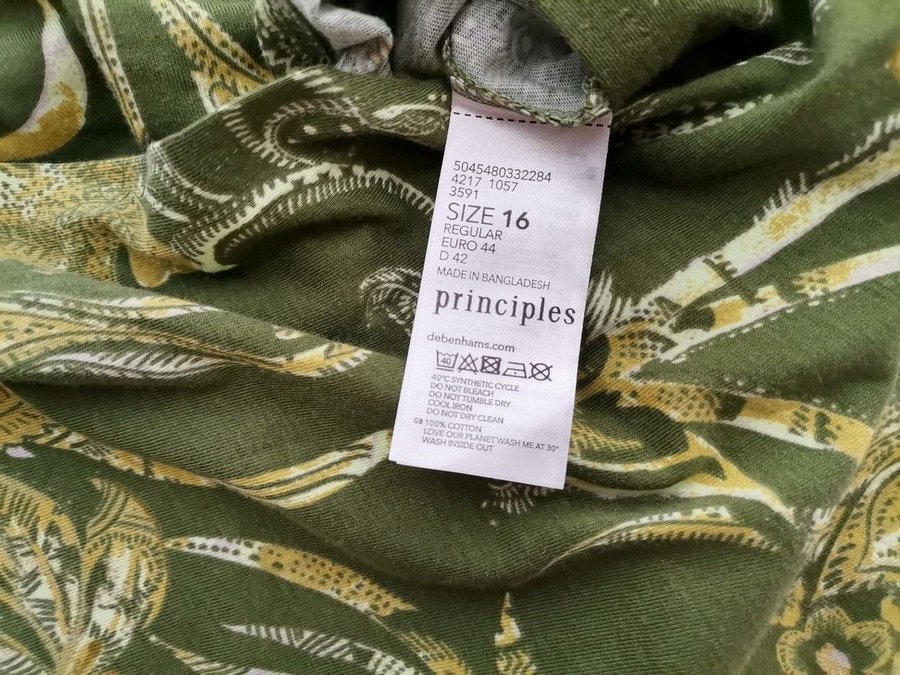 5045480332284
4217 1057
3591
SIZE 16
REGULAR
EURO 44
D 42
MADE IN BANGLADESH
principles
debenhams.com
40
40°C SYNTHETIC CYCLE
DO NOT BLEACH
DO NOT TUMBLE DRY
COOL IRON
DO NOT DRY CLEAN
GB 100% COTTON
LOVE OUR PLANET WASH ME AT 30°
WASH INSIDE OUT